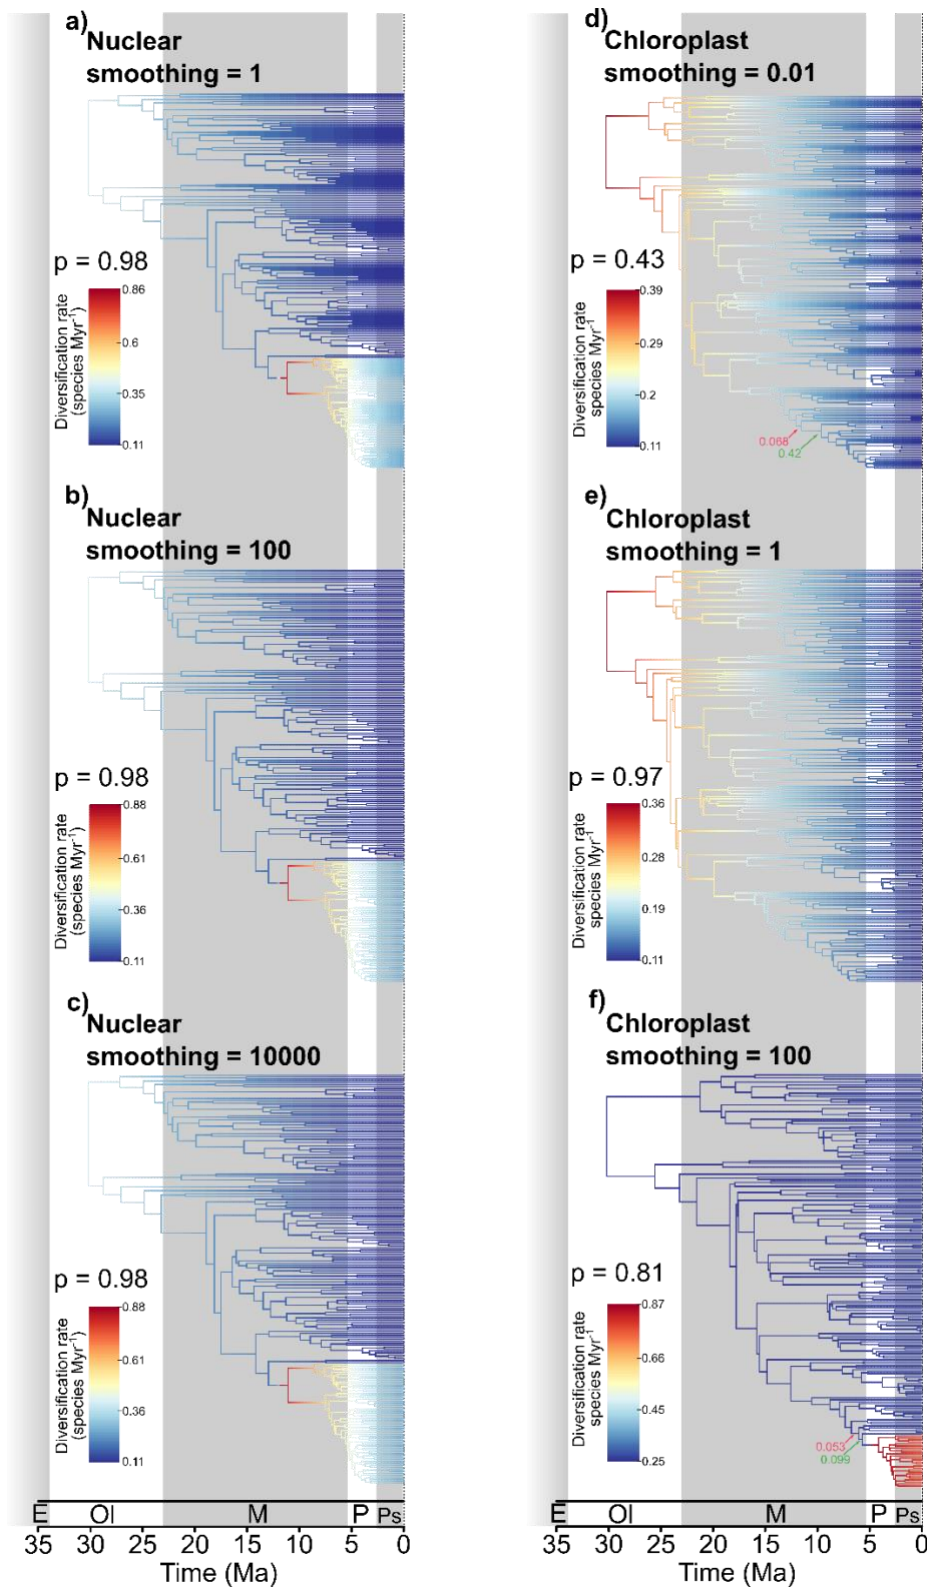 a)
Nuclear
smoothing = 1
p = 0.98
Diversification rate
(species Myr-1)
0.86
0.6
0.35
0.11
b)
Nuclear
smoothing = 100
p = 0.98
Diversification rate
(species Myr-1)
0.88
0.61
0.36
0.11
c)
Nuclear
smoothing = 10000
p = 0.98
Diversification rate
(species Myr-1)
0.88
0.61
0.36
0.11
E Ol M P Ps
35 30 25 20 15 10 5 0
Time (Ma)
d)
Chloroplast
smoothing = 0.01
p = 0.43
Diversification rate
species Myr-1
0.39
0.29
0.2
0.11
0.068
0.42
e)
Chloroplast
smoothing = 1
p = 0.97
Diversification rate
species Myr-1
0.36
0.28
0.19
0.11
f)
Chloroplast
smoothing = 100
p = 0.81
Diversification rate
species Myr-1
0.87
0.66
0.45
0.25
0.053
0.099
E Ol M P Ps
35 30 25 20 15 10 5 0
Time (Ma)